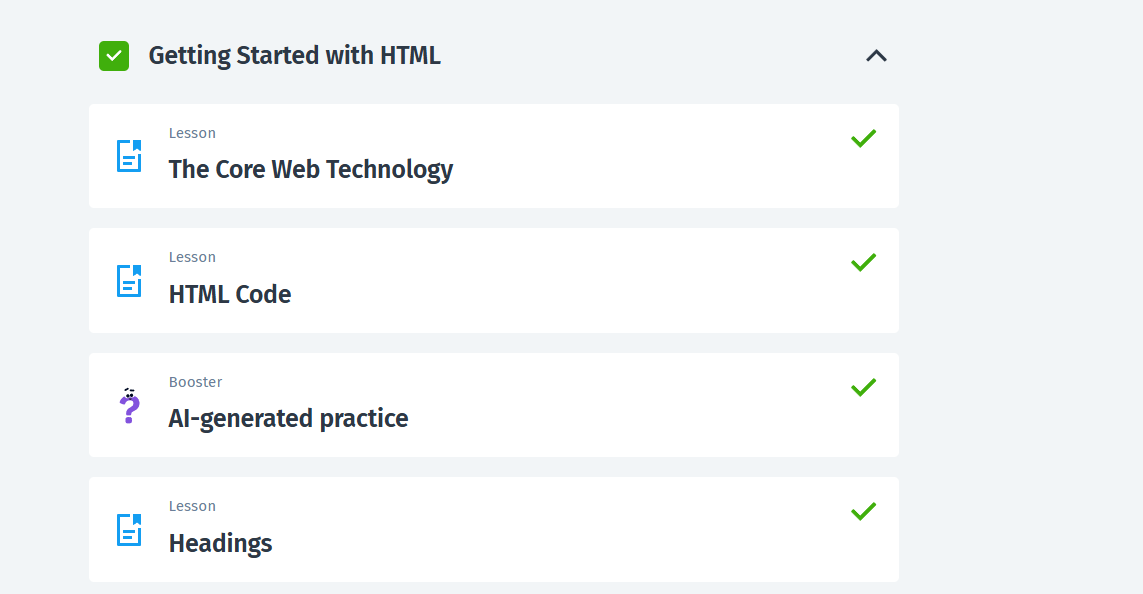 Getting Started with HTML
Lesson
The Core Web Technology
Lesson
HTML Code
Booster
AI-generated practice
Lesson
Headings